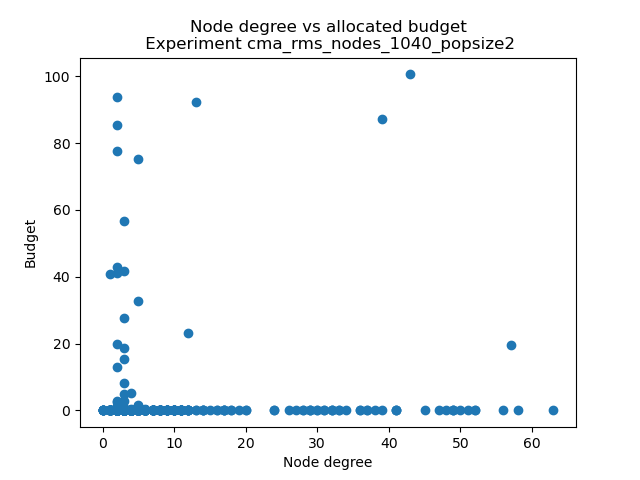 Node degree vs allocated budget
Experiment cma_rms_nodes_1040_popsize2
100
80
60
40
20
0
Budget
0 10 20 30 40 50 60
Node degree